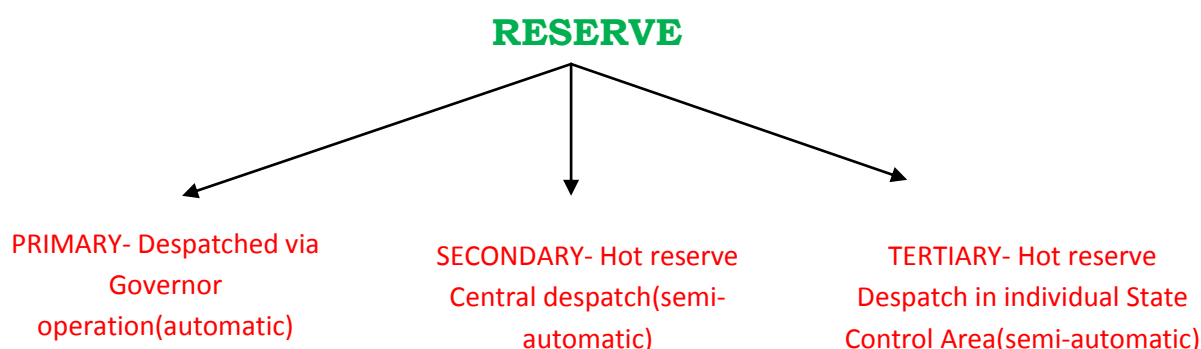 RESERVE
PRIMARY- Despatched via
Governor
operation(automatic)
SECONDARY- Hot reserve
Central despatch(semi-
automatic)
TERTIARY- Hot reserve
Despatch in individual State
Control Area(semi-automatic)